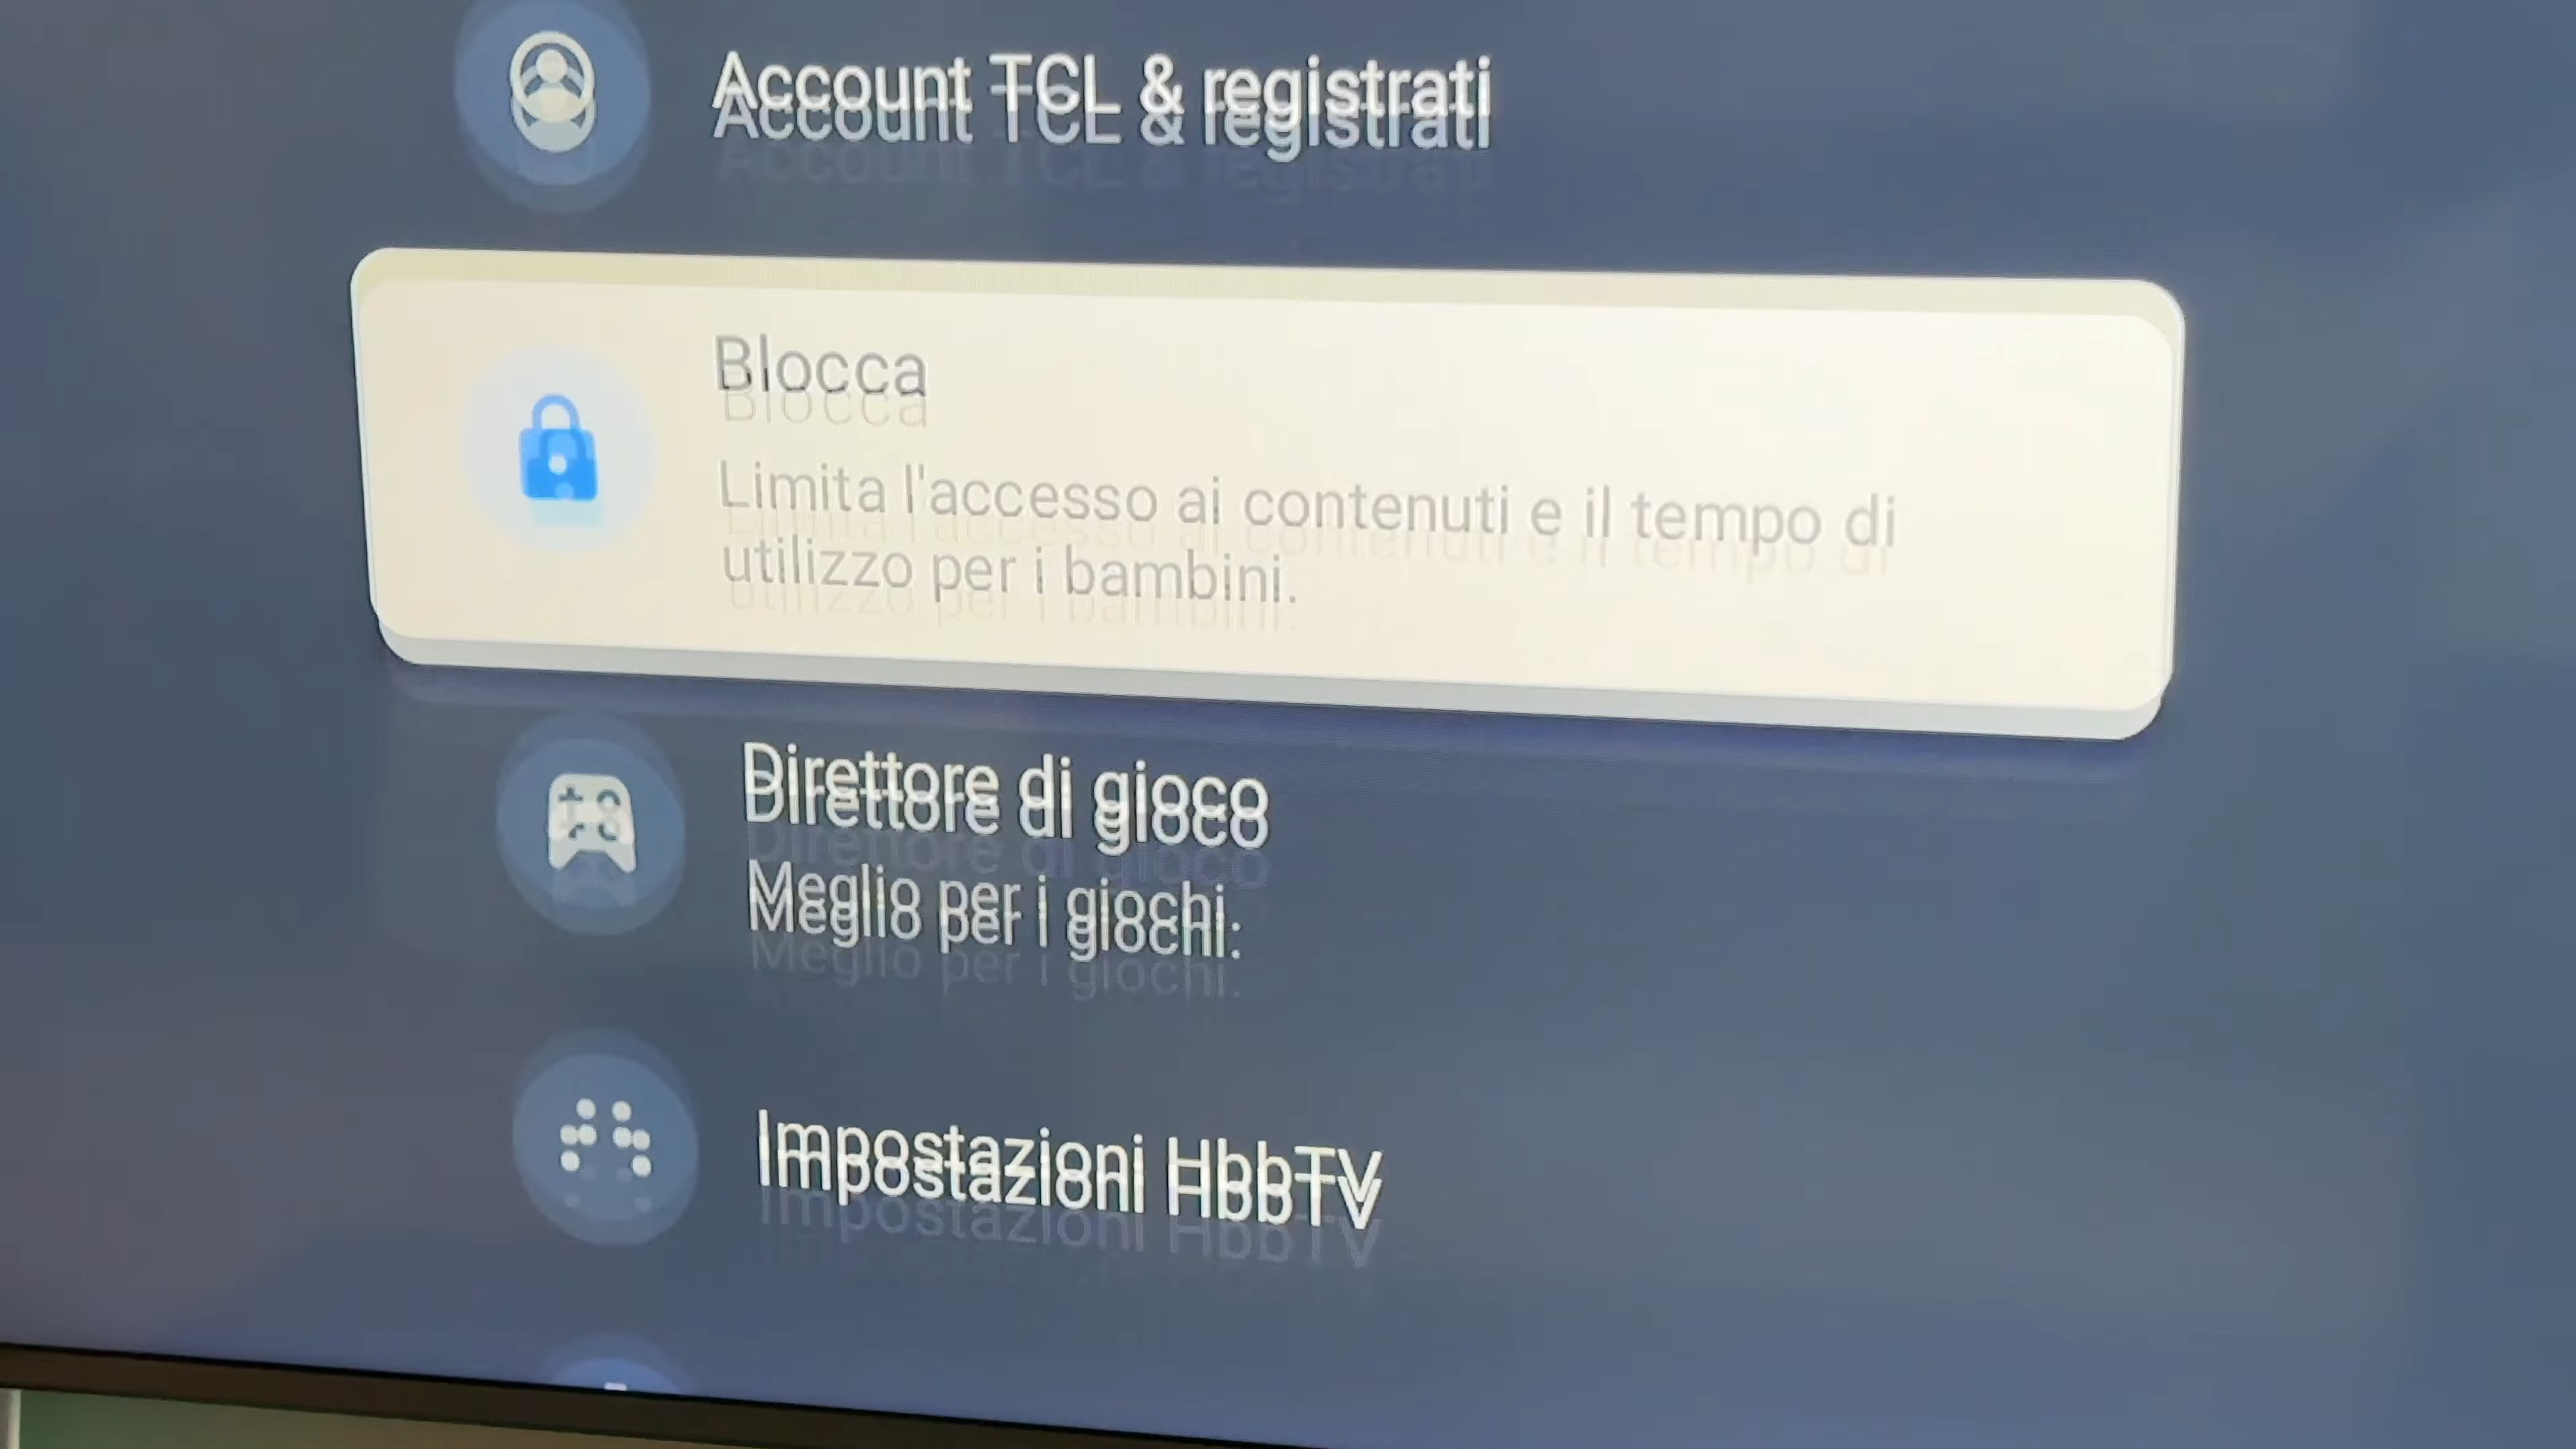 Account TCL & registrati
Blocca
Limita l'accesso ai contenuti e il tempo di
utilizzo per i bambini.
Direttore di gioco
Meglio per i giochi.
Impostazioni HbbTV